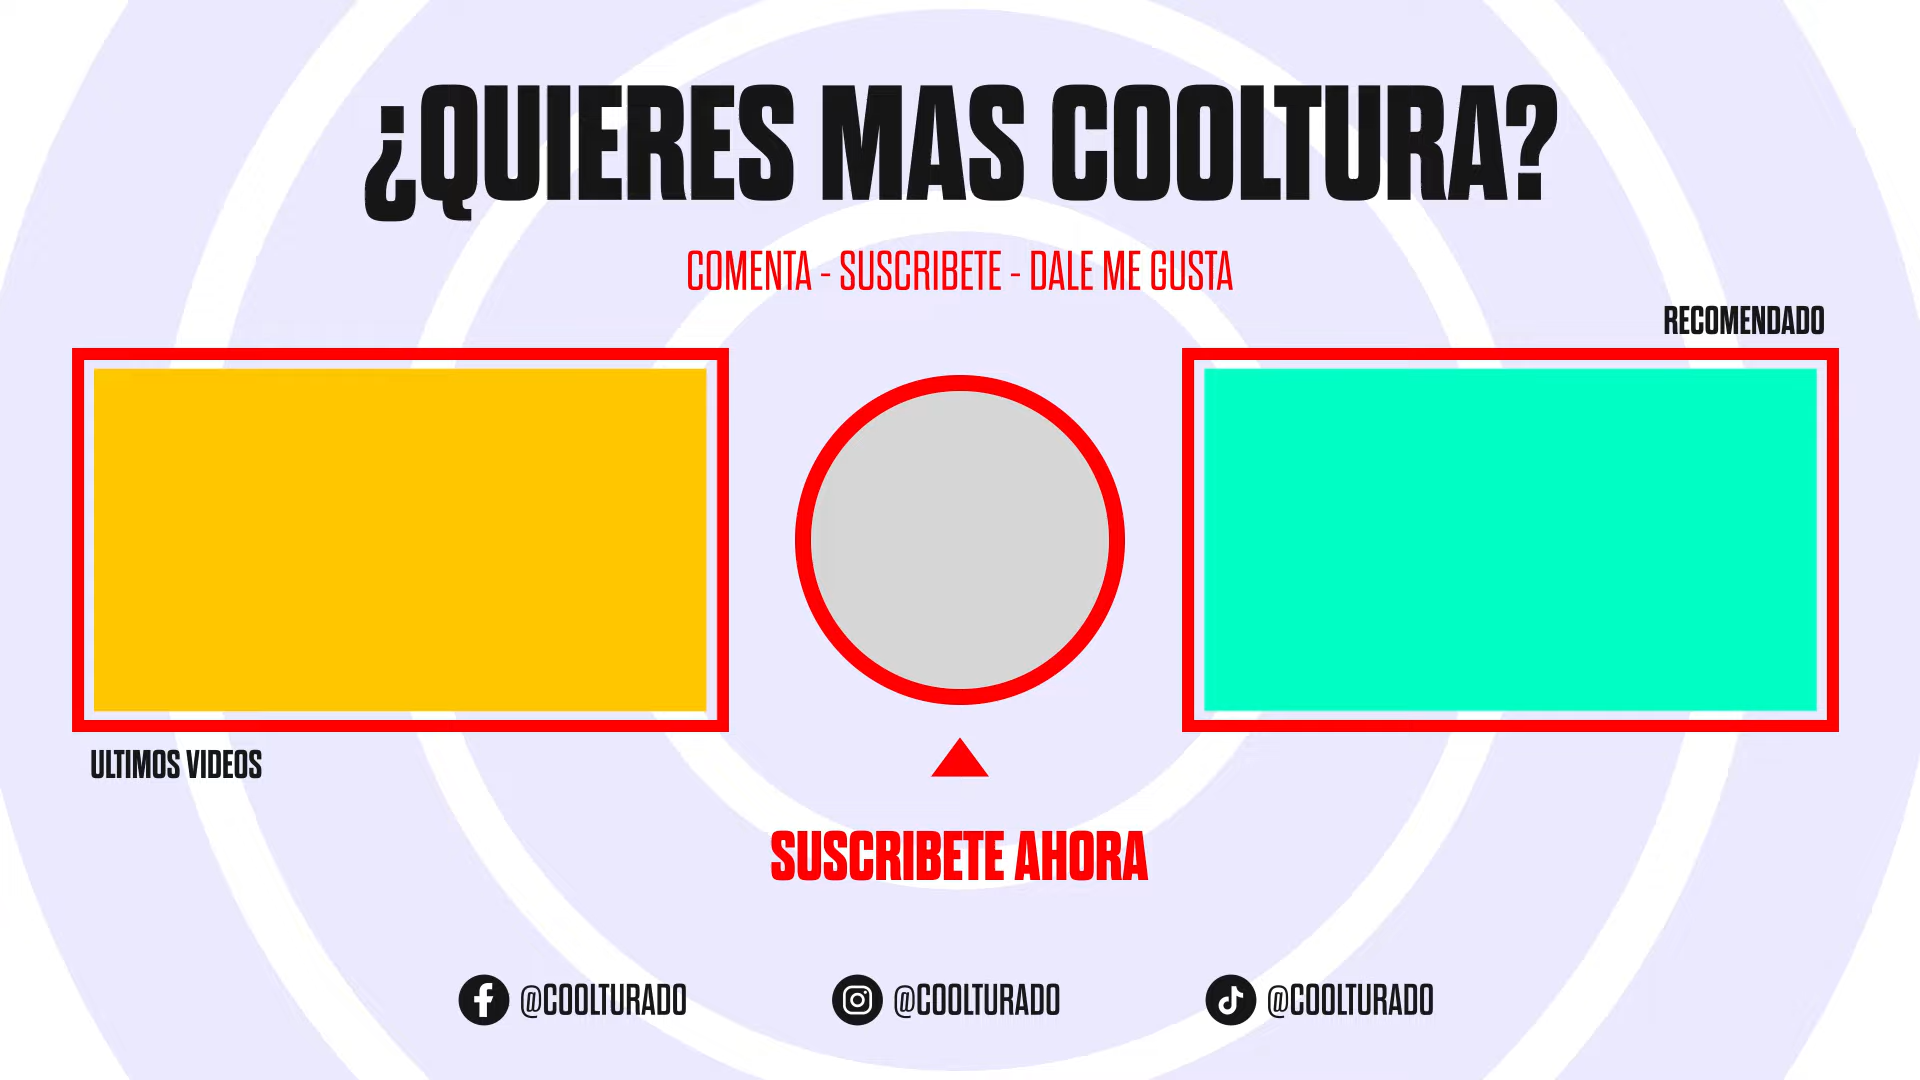 ¿QUIERES MAS COOLTURA?
COMENTA - SUSCRIBETE - DALE ME GUSTA
RECOMENDADO
ULTIMOS VIDEOS
SUSCRIBETE AHORA
@COOLTURADO
@COOLTURADO
@COOLTURADO